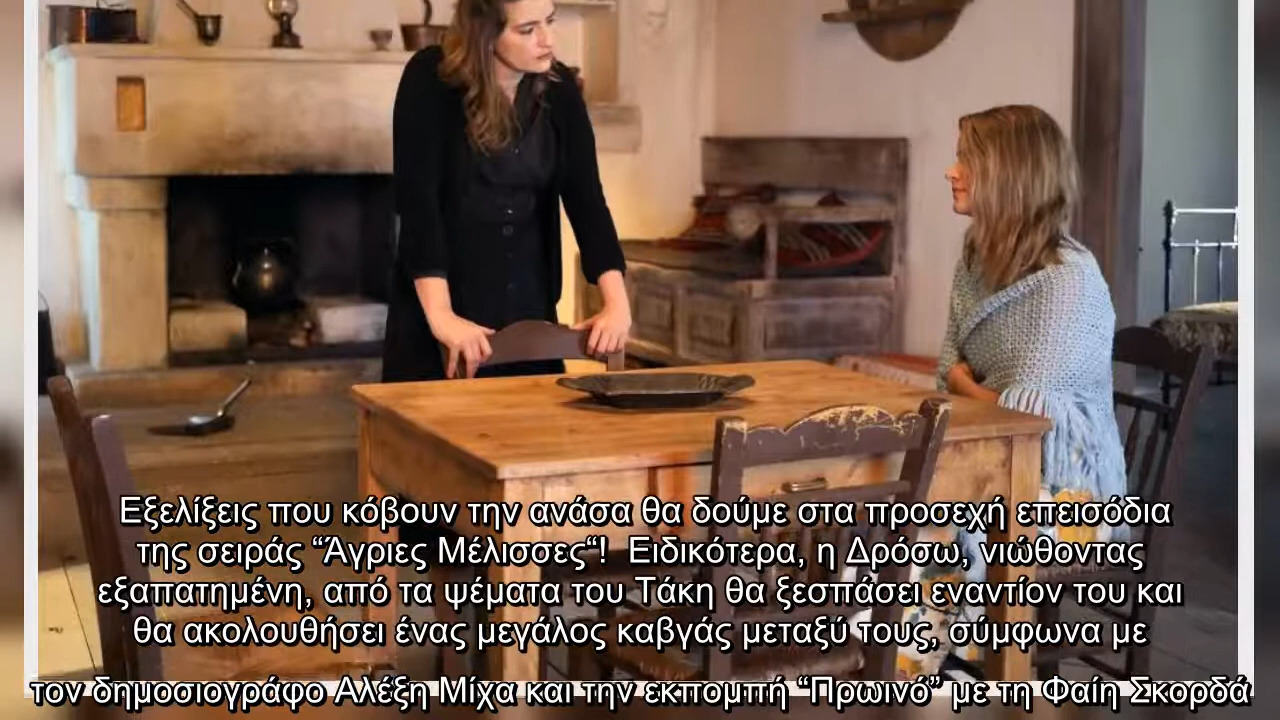 Εξελίξεις που κόβουν την ανάσα θα δούμε στα προσεχή επεισόδια
της σειράς “Άγριες Μέλισσες“! Ειδικότερα, η Δρόσω, νιώθοντας
εξαπατημένη, από τα ψέματα του Τάκη θα ξεσπάσει εναντίον του και
θα ακολουθήσει ένας μεγάλος καβγάς μεταξύ τους, σύμφωνα με
τον δημοσιογράφο Αλέξη Μίχα και την εκπομπή “Πρωινό” με τη Φαίη Σκορδά